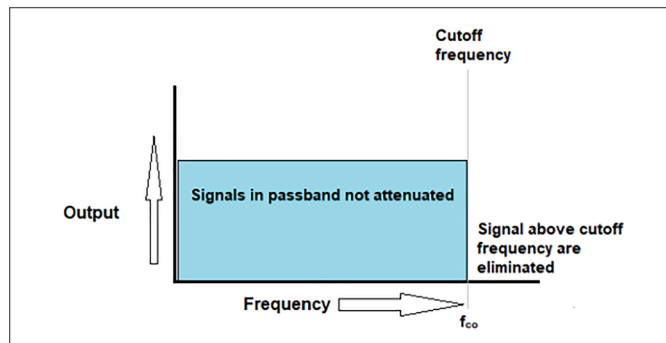 Cutoff
frequency
Signals in passband not attenuated
Output
Signal above cutoff
frequency are
eliminated
Frequency
fco